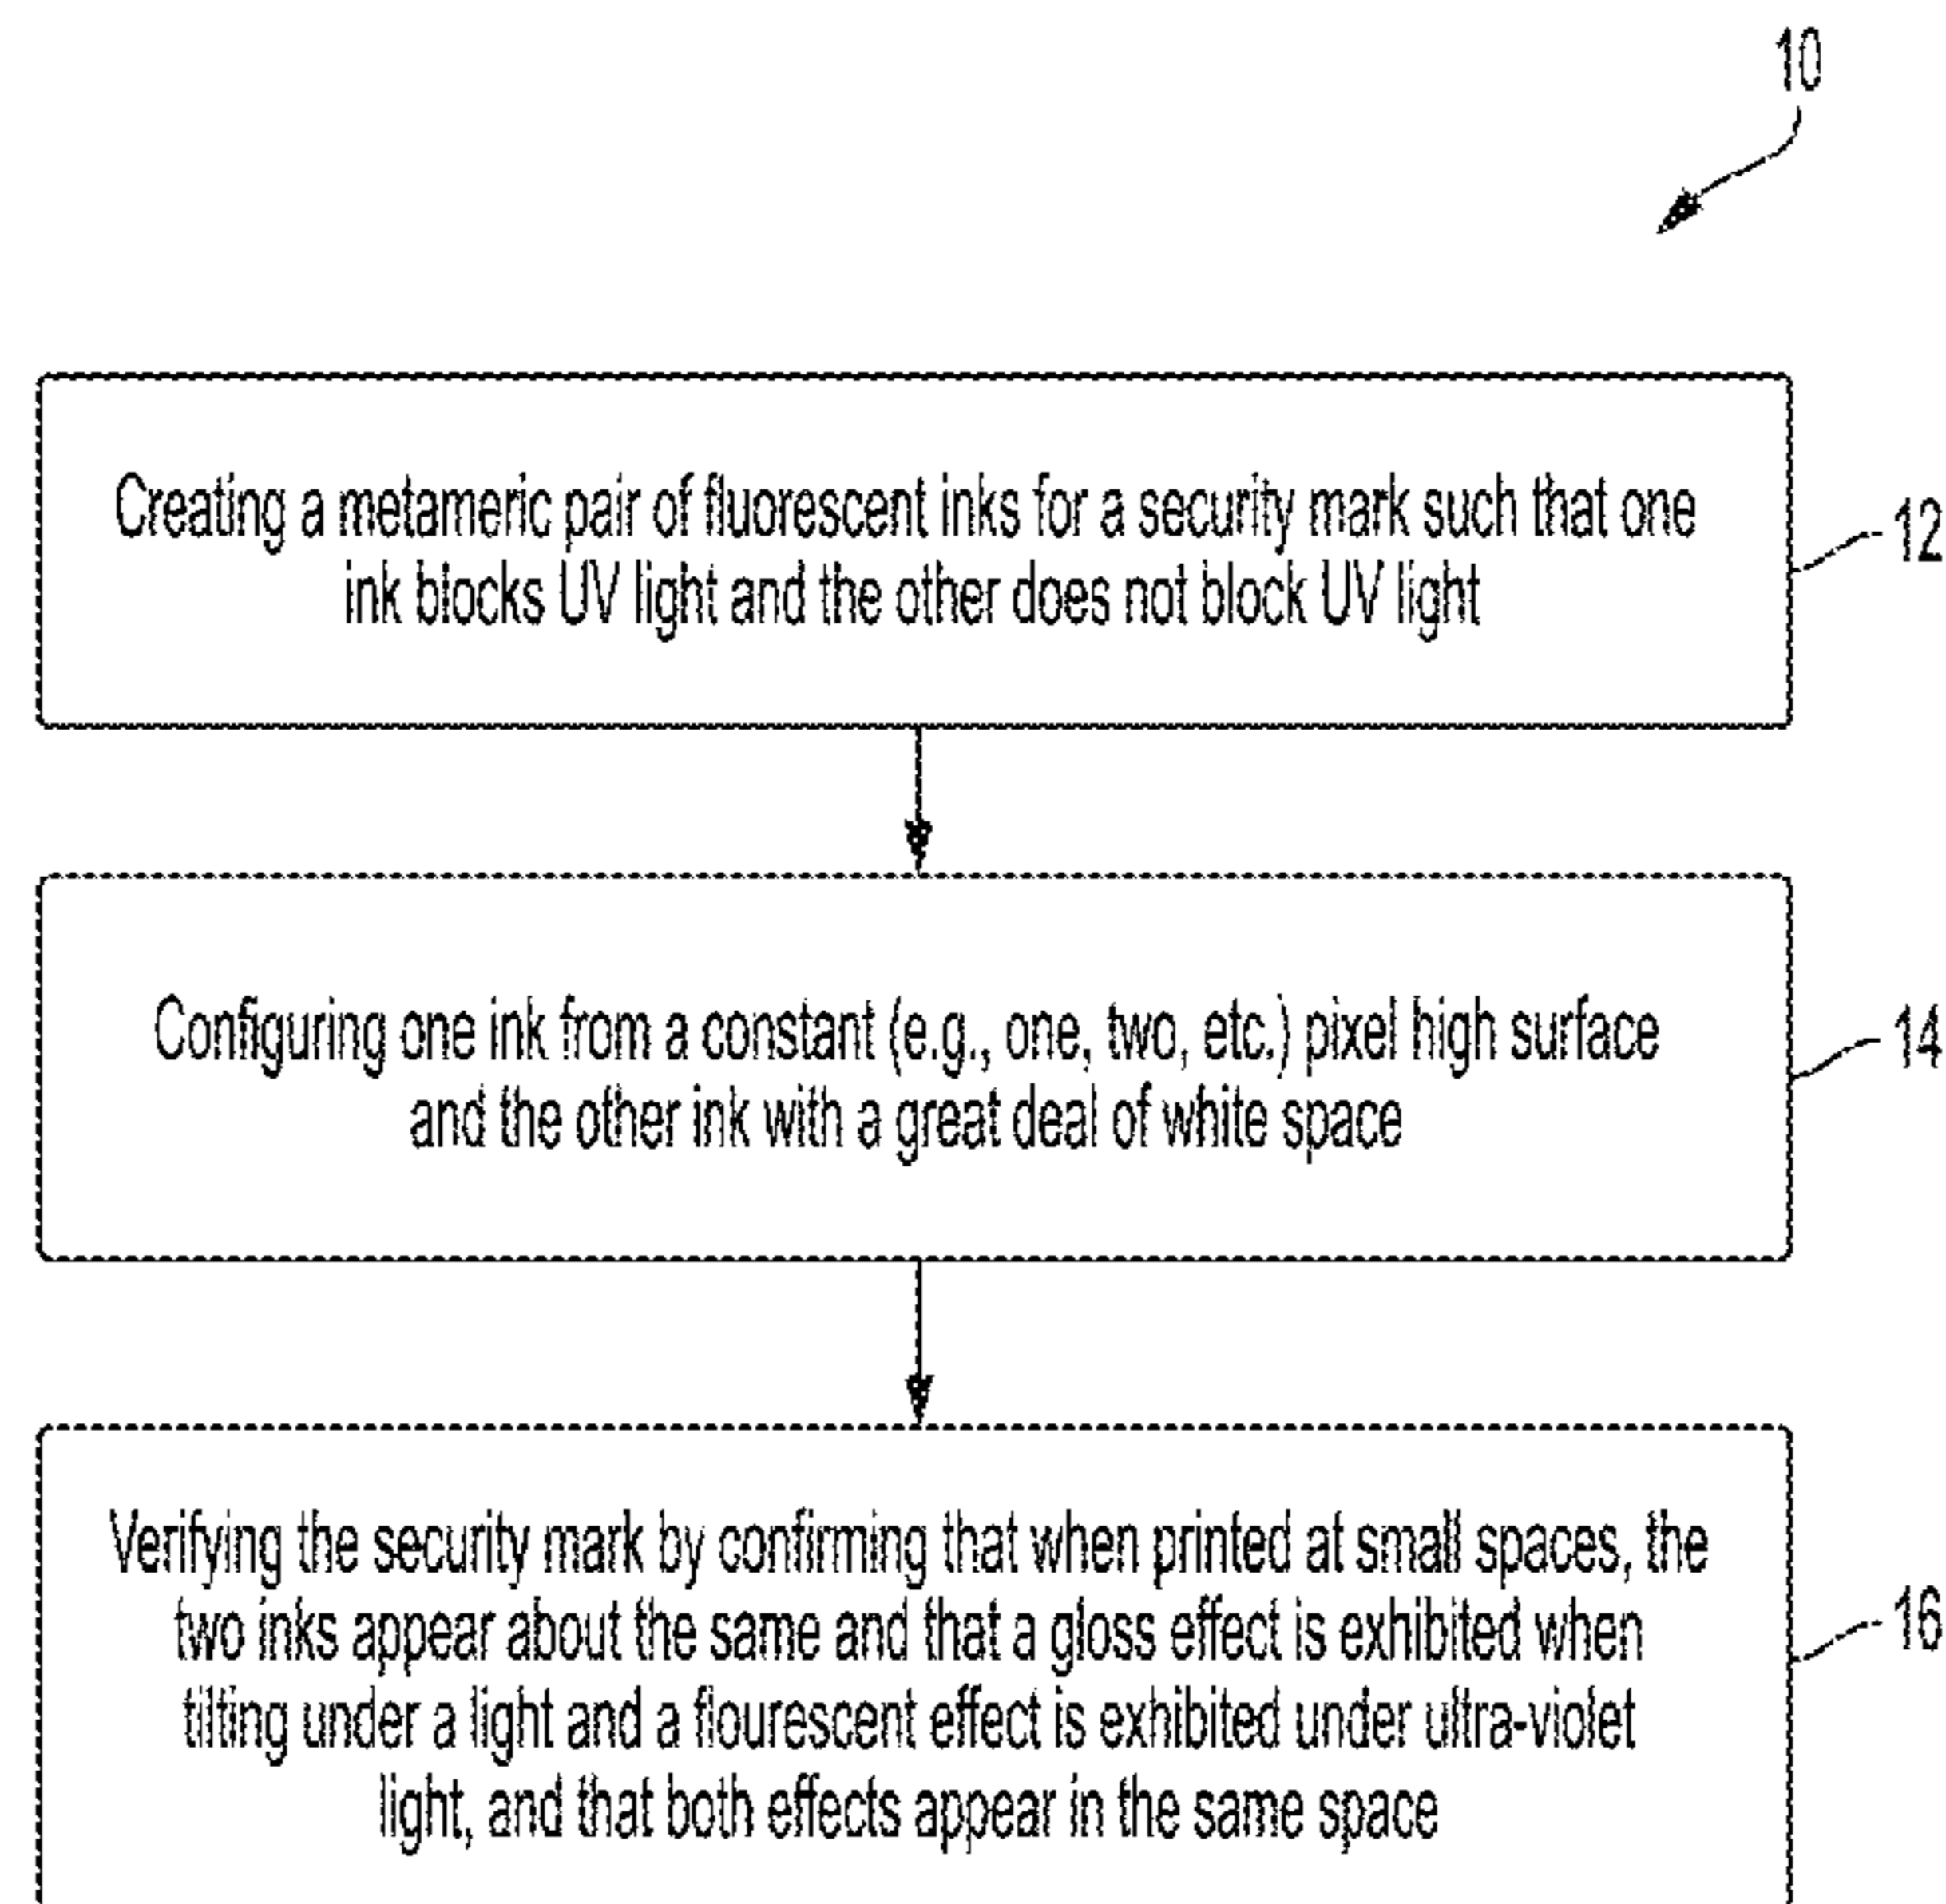 10
Creating a metameric pair of fluorescent inks for a security mark such that one
ink blocks UV light and the other does not block UV light
12
Configuring one ink from a constant (e.g., one, two, etc.) pixel high surface
and the other ink with a great deal of white space
14
Verifying the security mark by confirming that when printed at small spaces, the
two inks appear about the same and that a gloss effect is exhibited when
tilting under a light and a flourescent effect is exhibited under ultra-violet
light, and that both effects appear in the same space
16